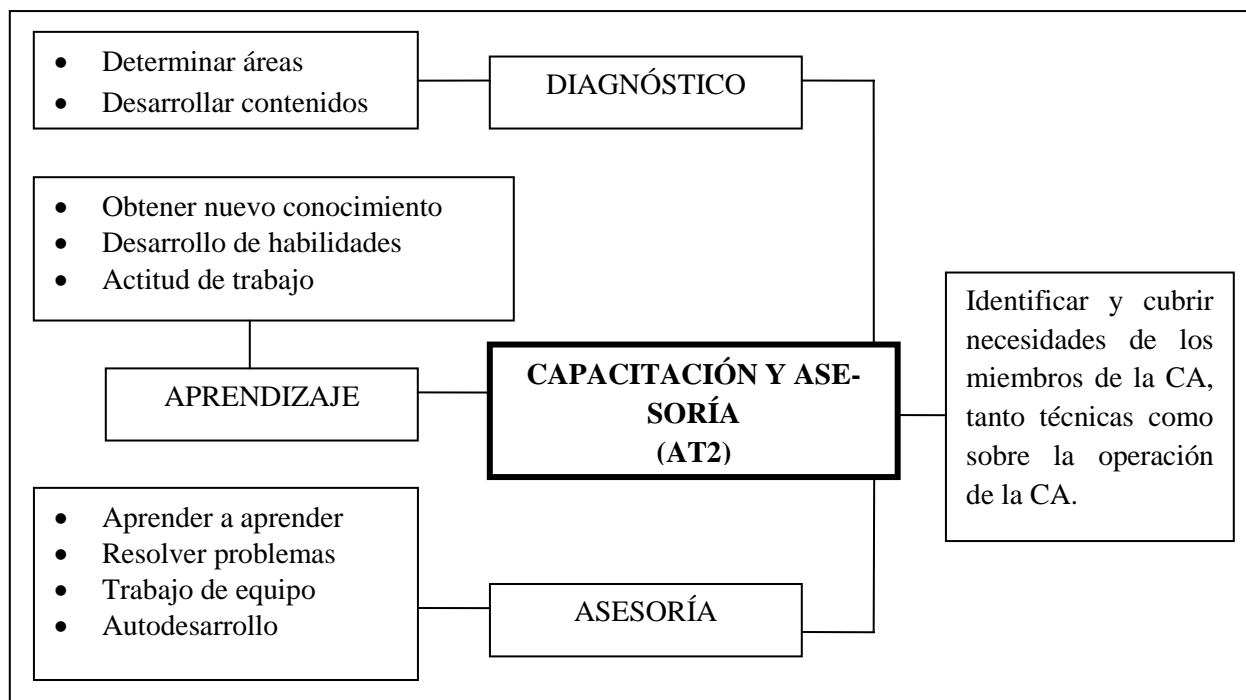 • Determinar áreas
• Desarrollar contenidos
DIAGNÓSTICO
• Obtener nuevo conocimiento
• Desarrollo de habilidades
• Actitud de trabajo
APRENDIZAJE
CAPACITACIÓN Y ASE-
SORÍA
(AT2)
Identificar y cubrir
necesidades de los
miembros de la CA,
tanto técnicas como
sobre la operación
de la CA.
• Aprender a aprender
• Resolver problemas
• Trabajo de equipo
• Autodesarrollo
ASESORÍA